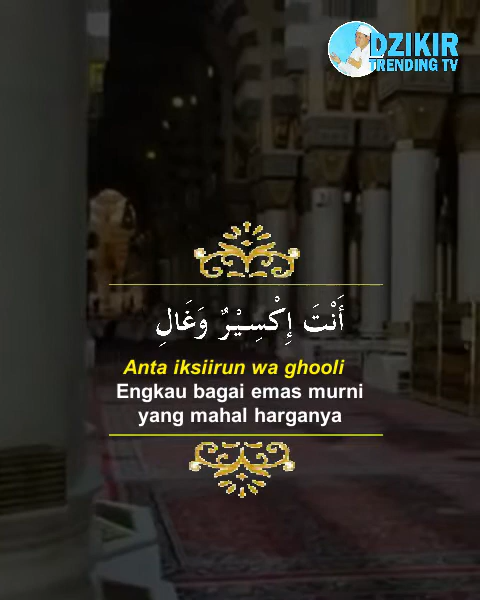 DZIKIR
TRENDING TV
أَنْتَ إِكْسِيْرٌ وَغَالِ
Anta iksiirun wa ghooli
Engkau bagai emas murni
yang mahal harganya